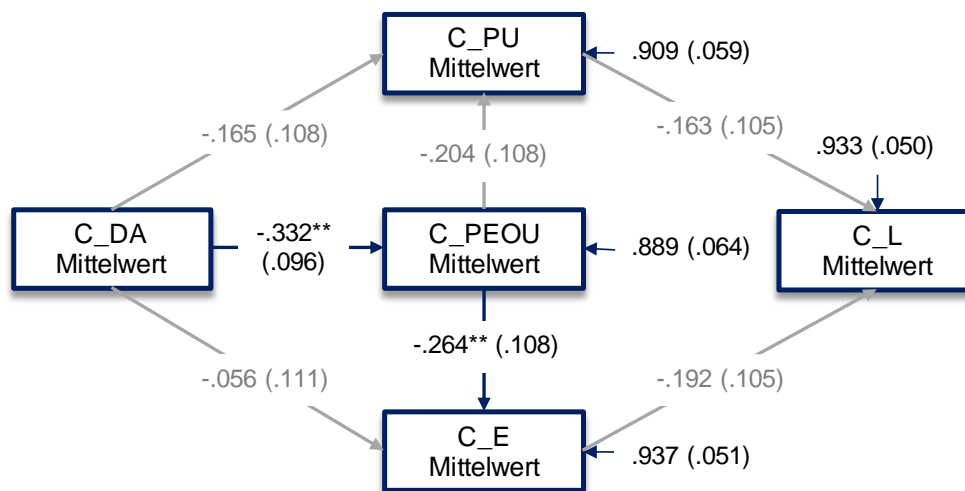 C_PU
Mittelwert
.909 (.059)
-.165 (.108)
-.204 (.108)
-.163 (.105)
.933 (.050)
C_DA
Mittelwert
-.332**
(.096)
C_PEOU
Mittelwert
.889 (.064)
C_L
Mittelwert
-.264** (.108)
-.056 (.111)
-.192 (.105)
C_E
Mittelwert
.937 (.051)